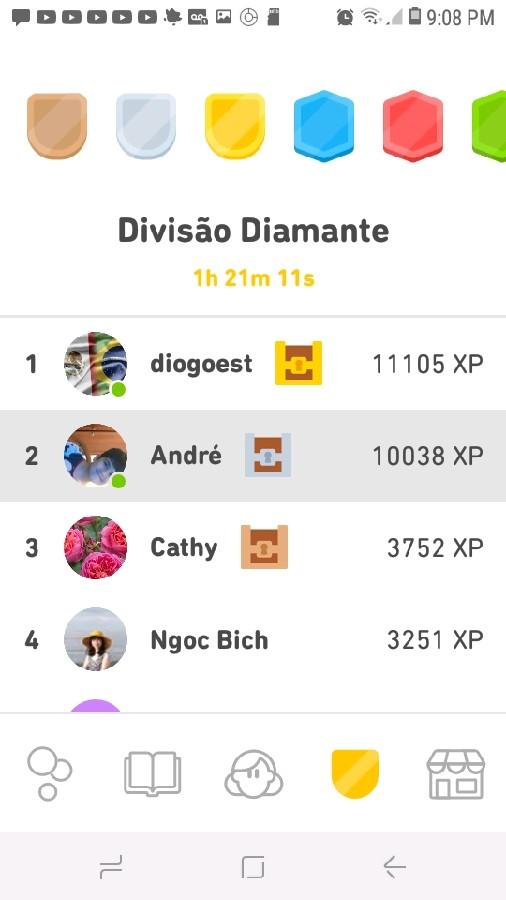 9:08 PM
Divisão Diamante
1h 21m 11s
1 diogoest 11105 XP
2 André 10038 XP
3 Cathy 3752 XP
4 Ngoc Bich 3251 XP